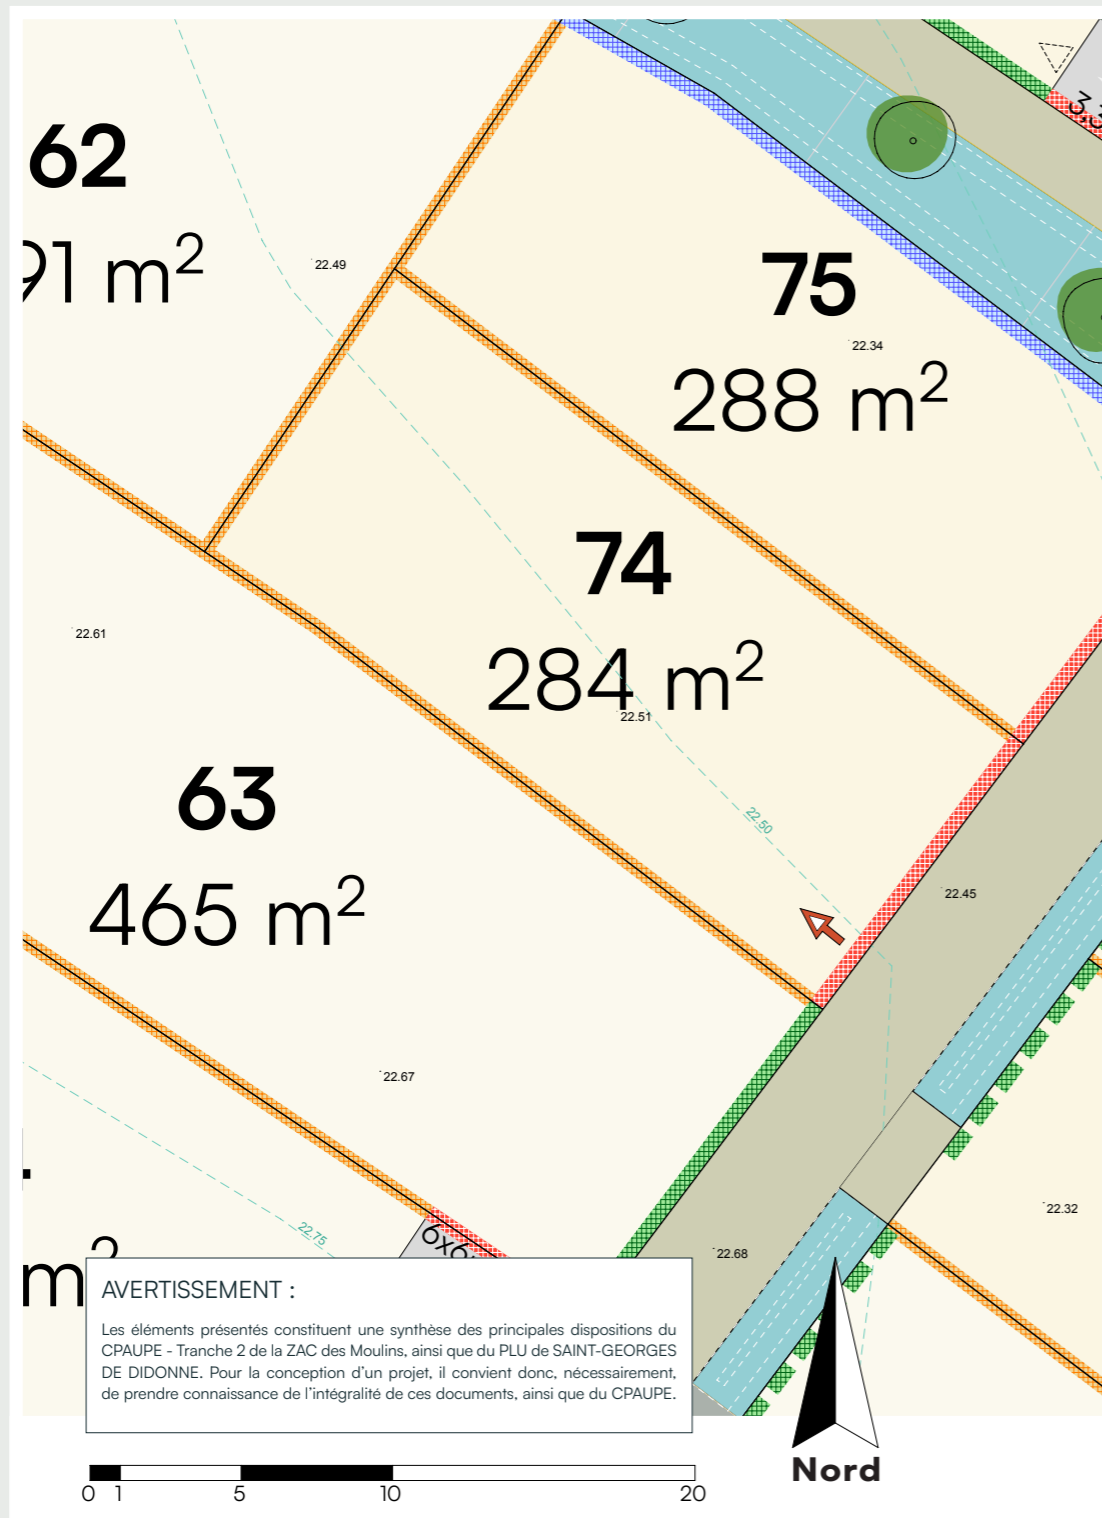 62
91 m²
22.49
75
22.34
288 m²
74
284 m²
22.51
22.61
63
465 m²
22.50
22.45
22.67
22.32
22.75
22.68
m²
AVERTISSEMENT :
Les éléments présentés constituent une synthèse des principales dispositions du
CPAUPE - Tranche 2 de la ZAC des Moulins, ainsi que du PLU de SAINT-GEORGES
DE DIDONNE. Pour la conception d’un projet, il convient donc, nécessairement,
de prendre connaissance de l’intégralité de ces documents, ainsi que du CPAUPE.
0 1 5 10 20
Nord